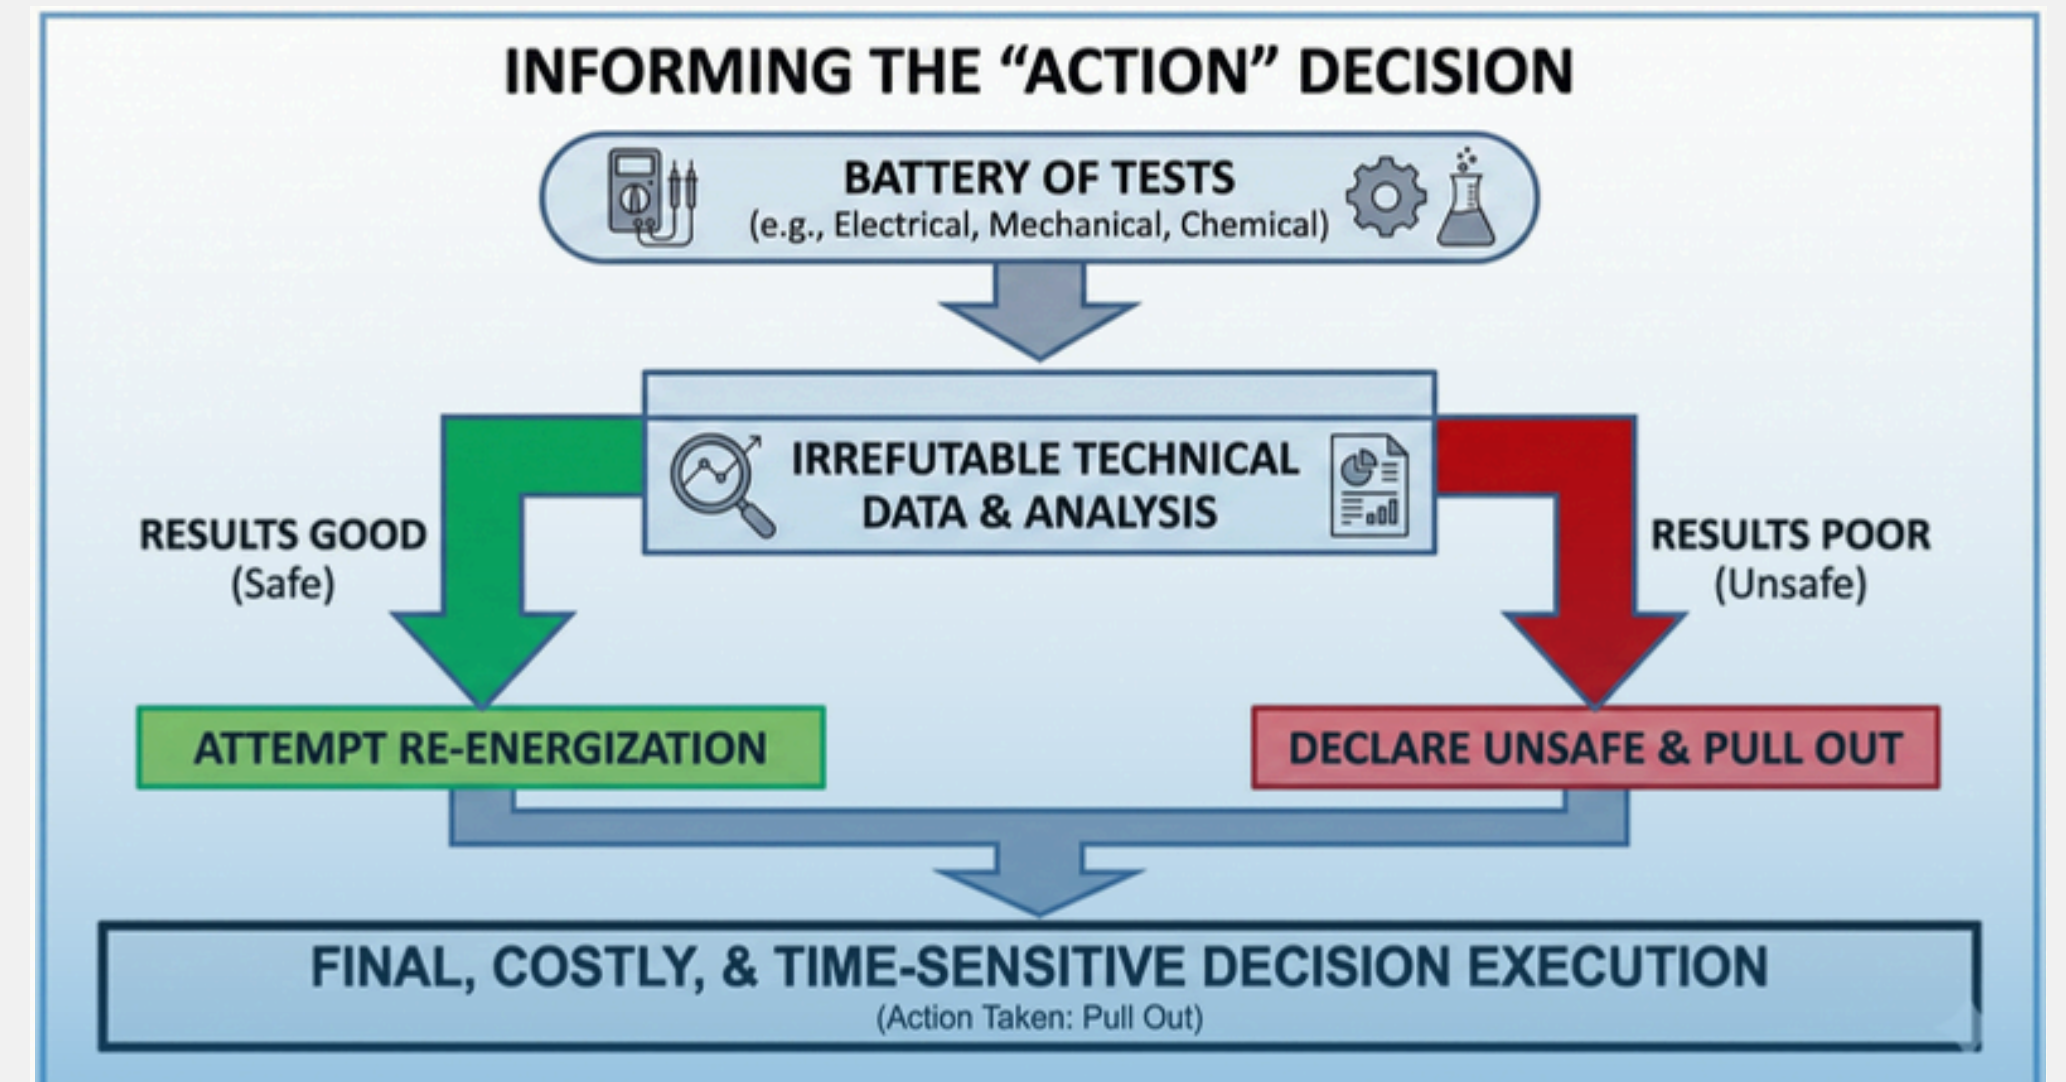 INFORMING THE “ACTION” DECISION
BATTERY OF TESTS
(e.g., Electrical, Mechanical, Chemical)
IRREFUTABLE TECHNICAL
DATA & ANALYSIS
RESULTS GOOD
(Safe)
RESULTS POOR
(Unsafe)
ATTEMPT RE-ENERGIZATION
DECLARE UNSAFE & PULL OUT
FINAL, COSTLY, & TIME-SENSITIVE DECISION EXECUTION
(Action Taken: Pull Out)